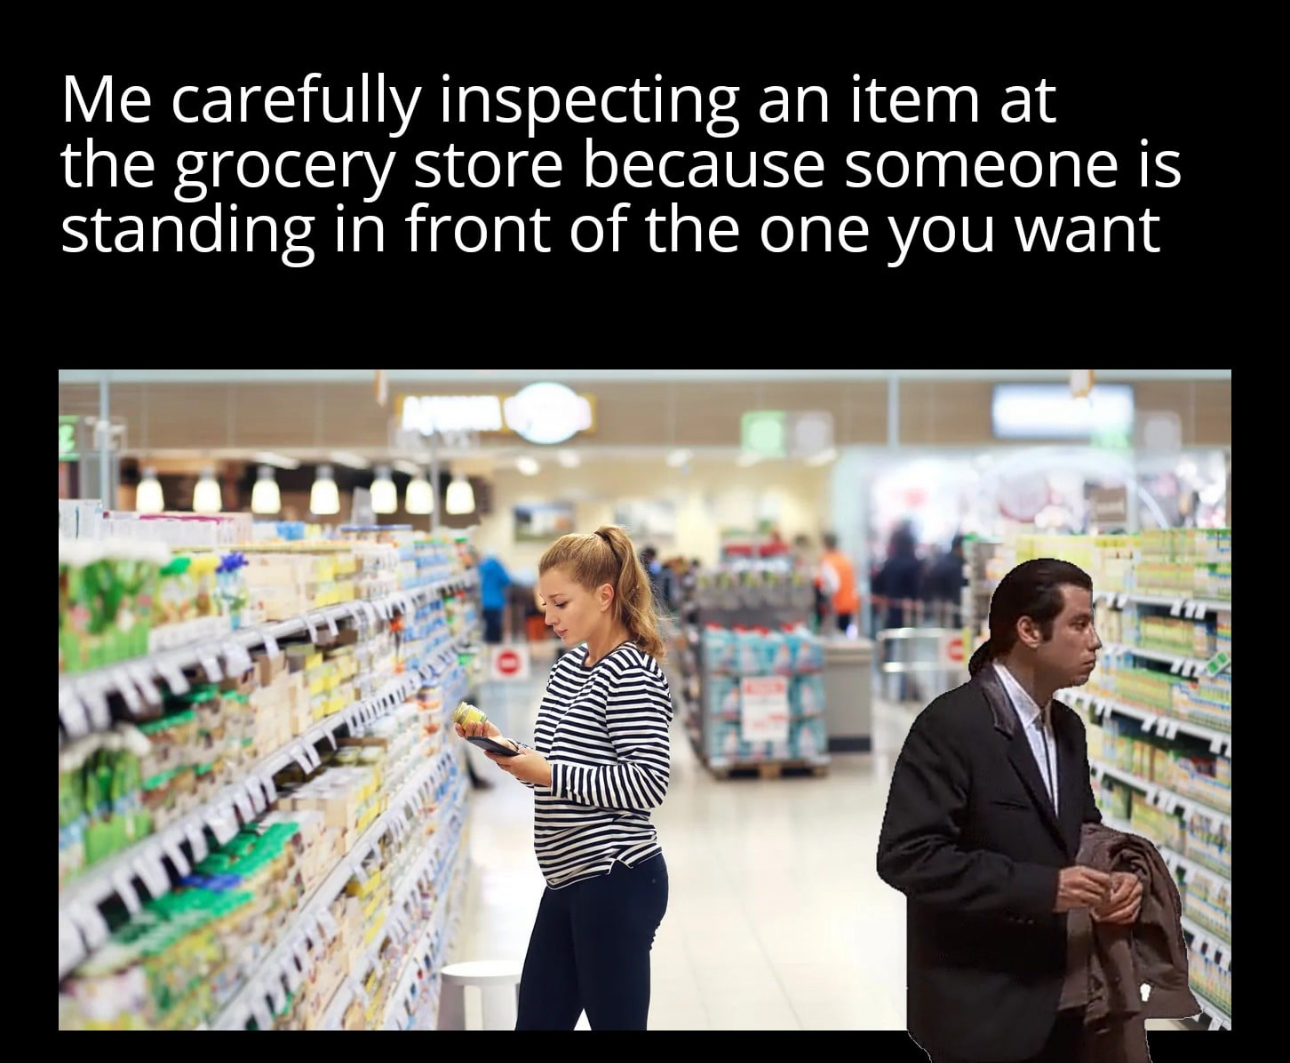 Me carefully inspecting an item at
the grocery store because someone is
standing in front of the one you want